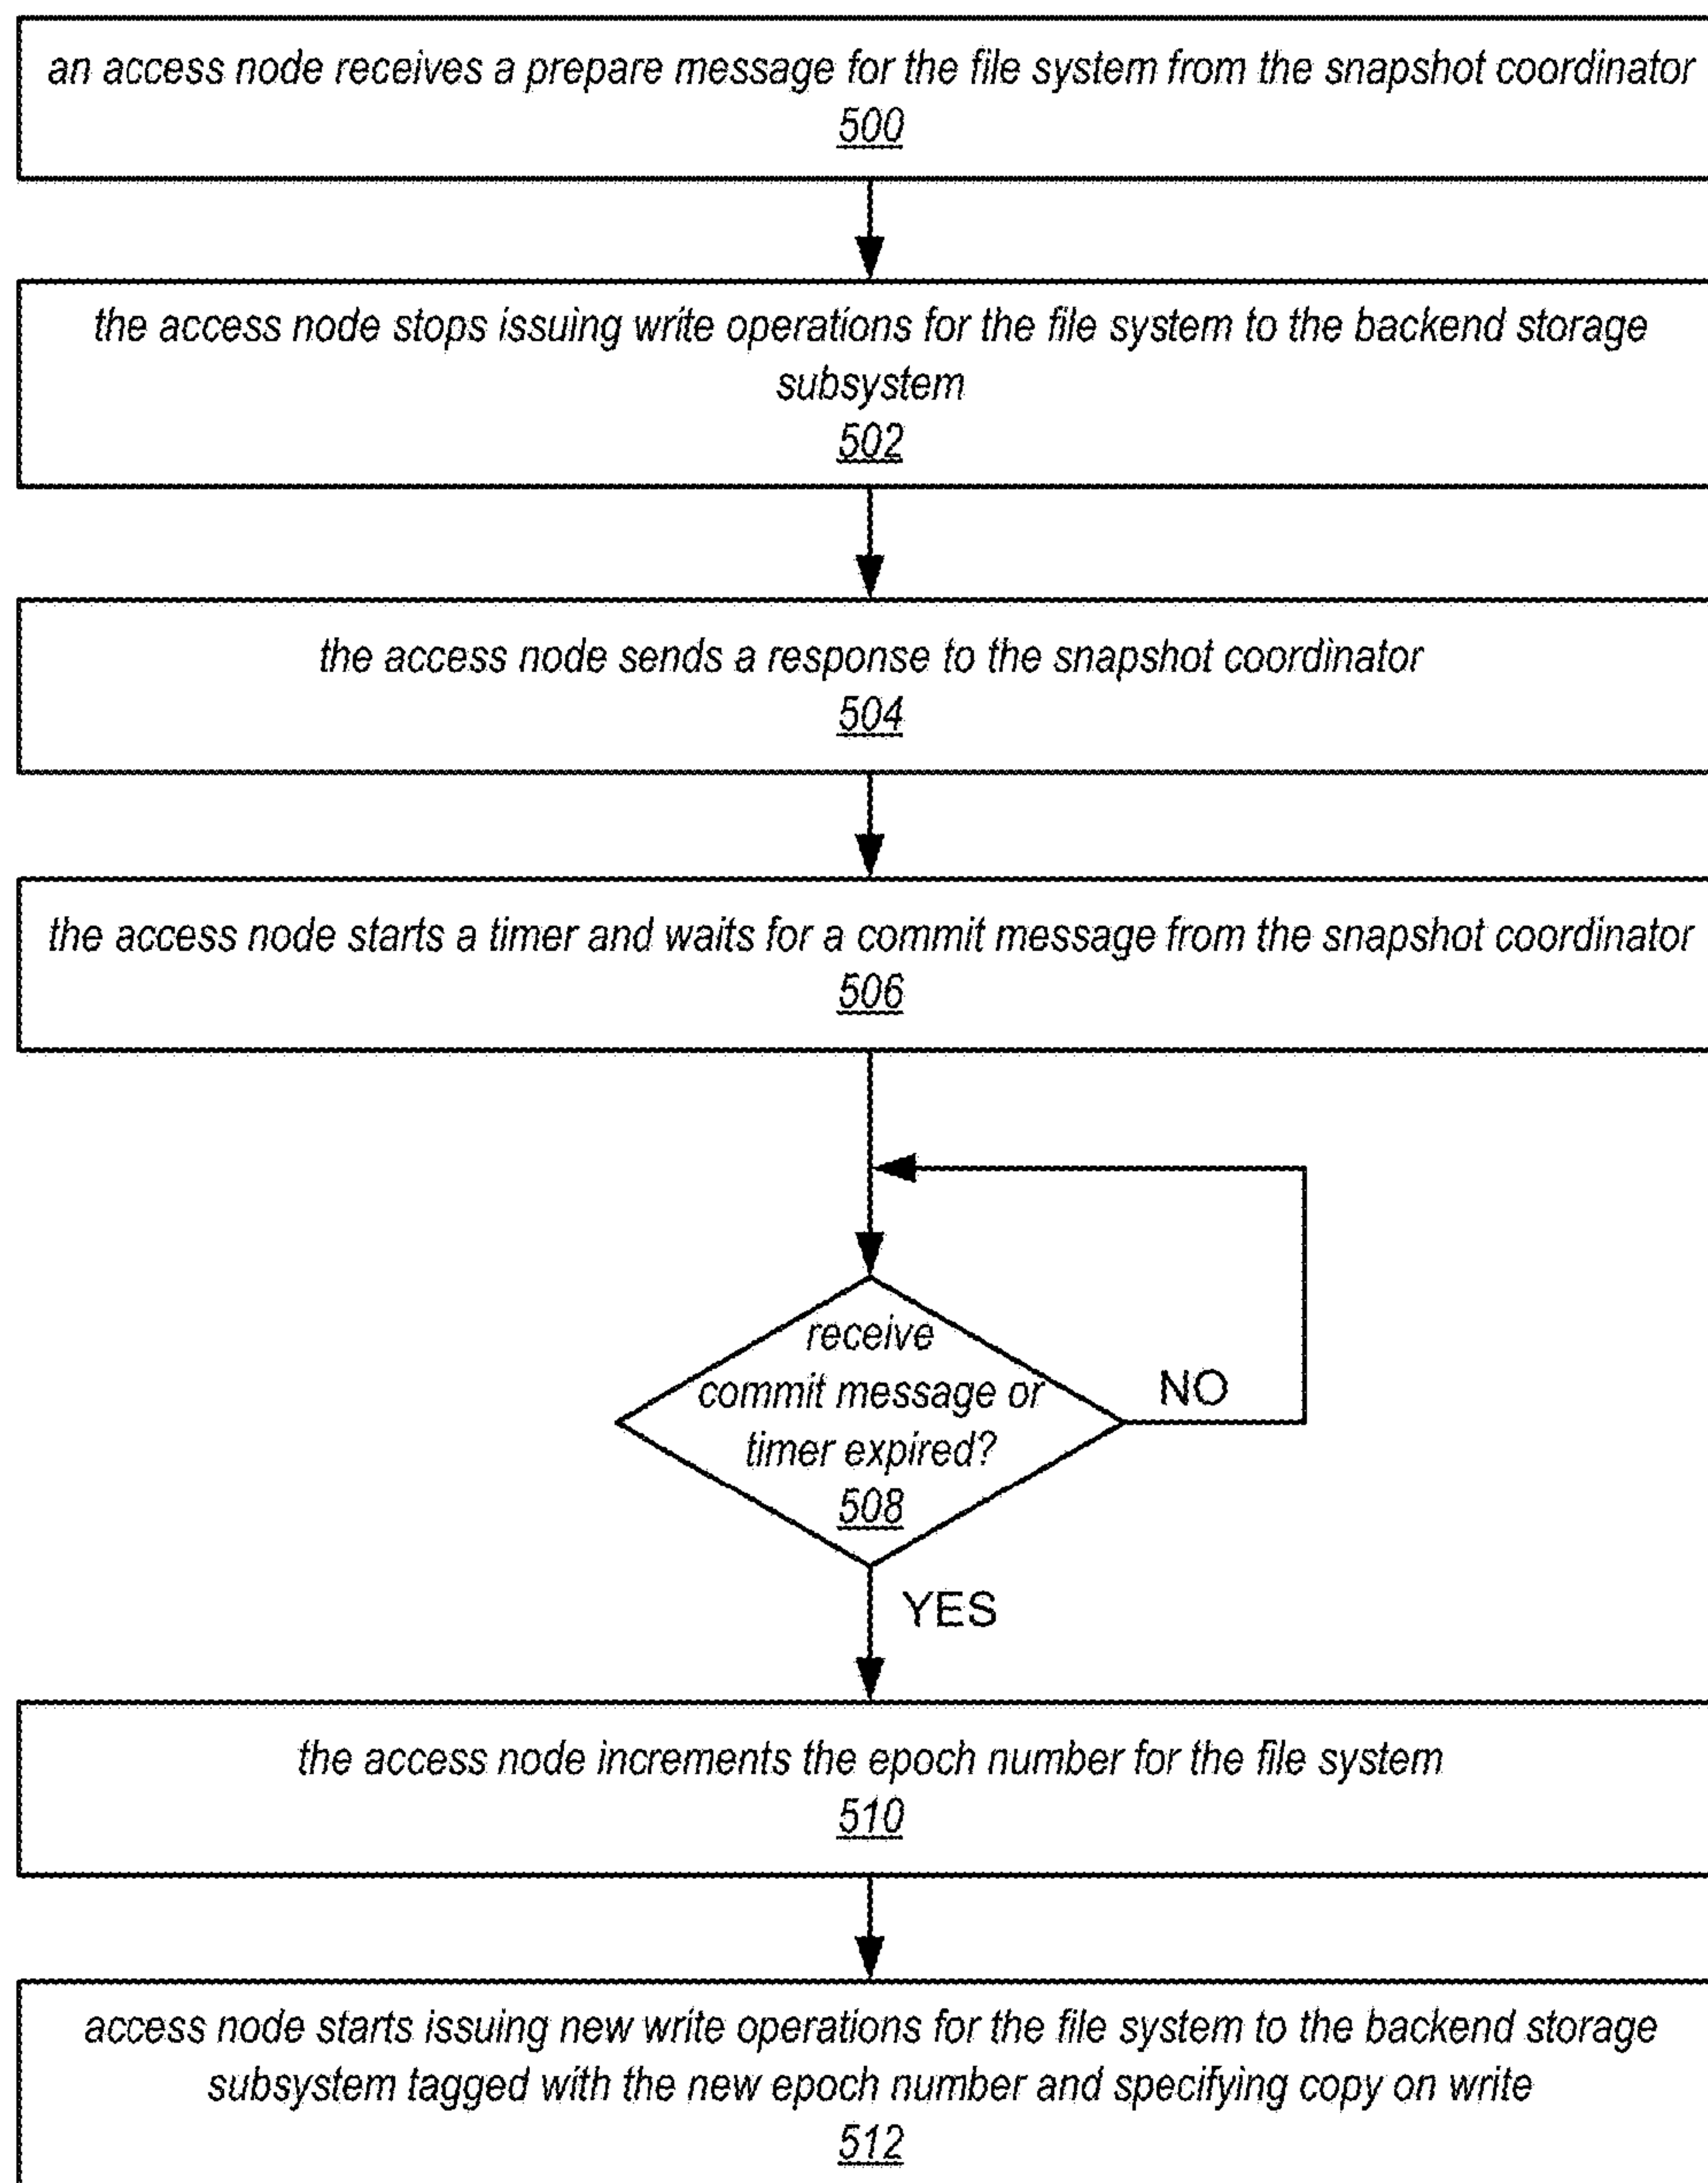 an access node receives a prepare message for the file system from the snapshot coordinator
500
the access node stops issuing write operations for the file system to the backend storage
subsystem
502
the access node sends a response to the snapshot coordinator
504
the access node starts a timer and waits for a commit message from the snapshot coordinator
506
receive
commit message or
timer expired?
508
NO
YES
the access node increments the epoch number for the file system
510
access node starts issuing new write operations for the file system to the backend storage
subsystem tagged with the new epoch number and specifying copy on write
512